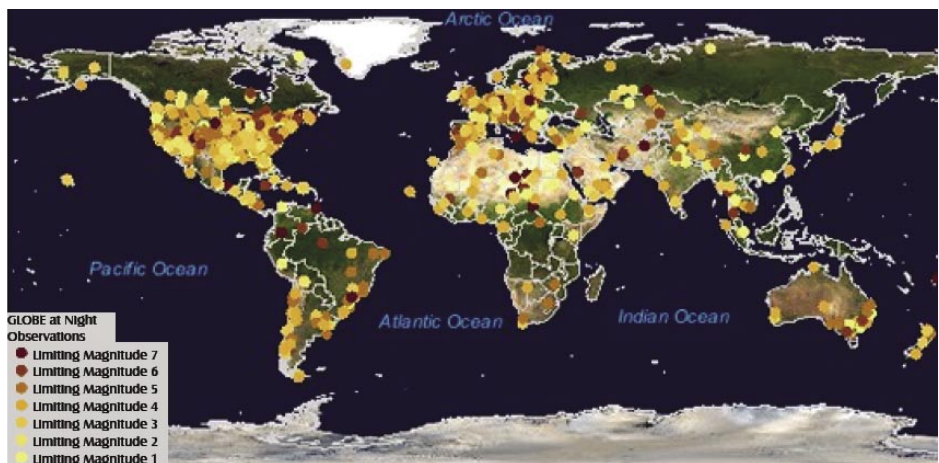 Arctic Ocean
Pacific Ocean
Atlantic Ocean
Indian Ocean
GLOBE at Night
Observations
Limiting Magnitude 7
Limiting Magnitude 6
Limiting Magnitude 5
Limiting Magnitude 4
Limiting Magnitude 3
Limiting Magnitude 2
Limiting Magnitude 1